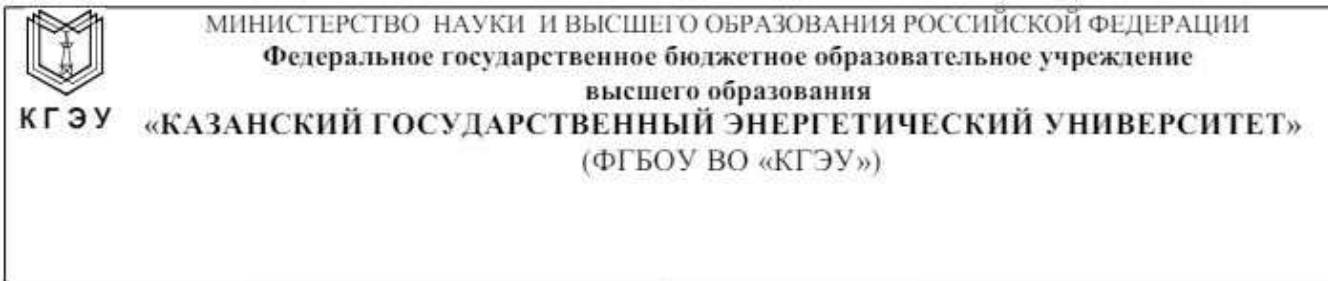 МИНИСТЕРСТВО НАУКИ И ВЫСШЕГО ОБРАЗОВАНИЯ РОССИЙСКОЙ ФЕДЕРАЦИИ
Федеральное государственное бюджетное образовательное учреждение
высшего образования
КГЭУ
«КАЗАНСКИЙ ГОСУДАРСТВЕННЫЙ ЭНЕРГЕТИЧЕСКИЙ УНИВЕРСИТЕТ»
(ФГБОУ ВО «КГЭУ»)